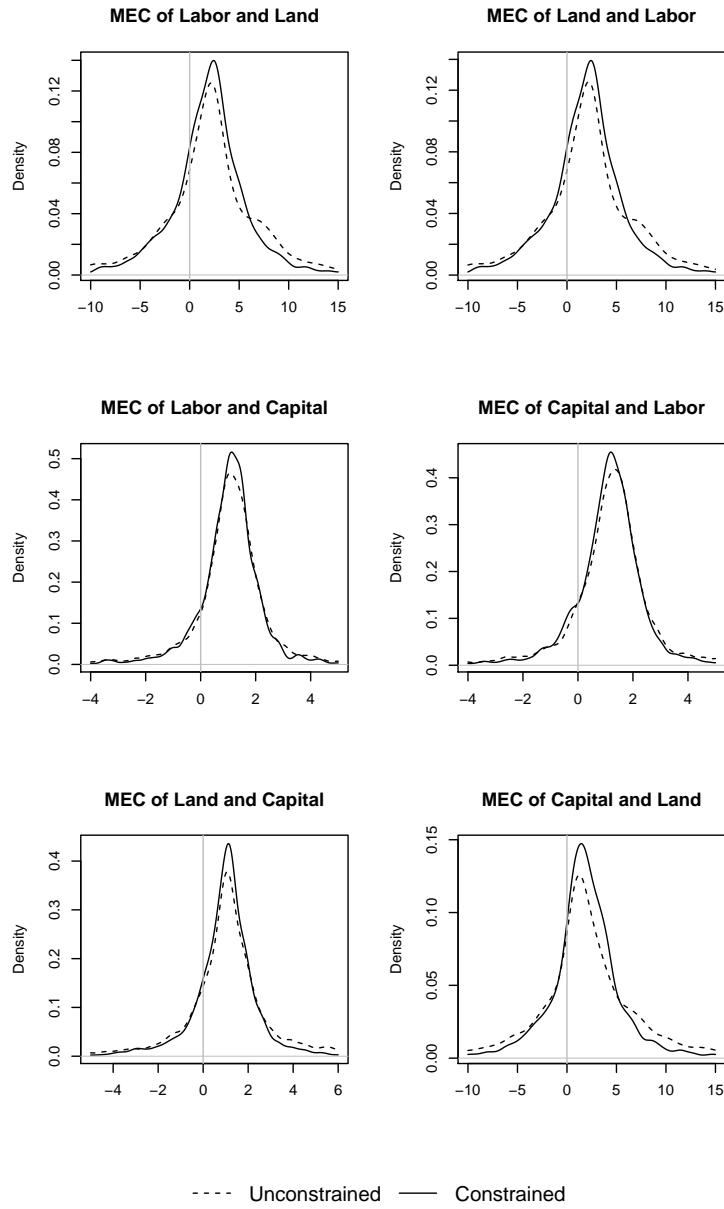 MEC of Labor and Land
MEC of Land and Labor
Density
0.00 0.04 0.08 0.12
−10 −5 0 5 10 15
Density
0.00 0.04 0.08 0.12
−10 −5 0 5 10 15
MEC of Labor and Capital
MEC of Capital and Labor
Density
0.0 0.1 0.2 0.3 0.4 0.5
−4 −2 0 2 4
Density
0.0 0.1 0.2 0.3 0.4
−4 −2 0 2 4
MEC of Land and Capital
MEC of Capital and Land
Density
0.0 0.1 0.2 0.3 0.4
−4 −2 0 2 4 6
Density
0.00 0.05 0.10 0.15
−10 −5 0 5 10 15
Unconstrained Constrained